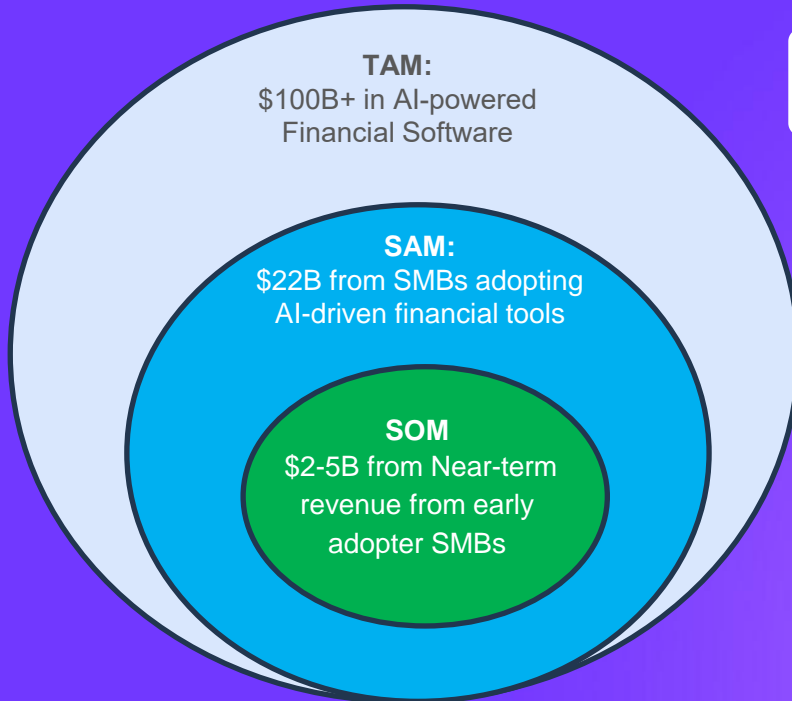 TAM:
$100B+ in AI-powered
Financial Software
SAM:
$22B from SMBs adopting
AI-driven financial tools
SOM
$2-5B from Near-term
revenue from early
adopter SMBs